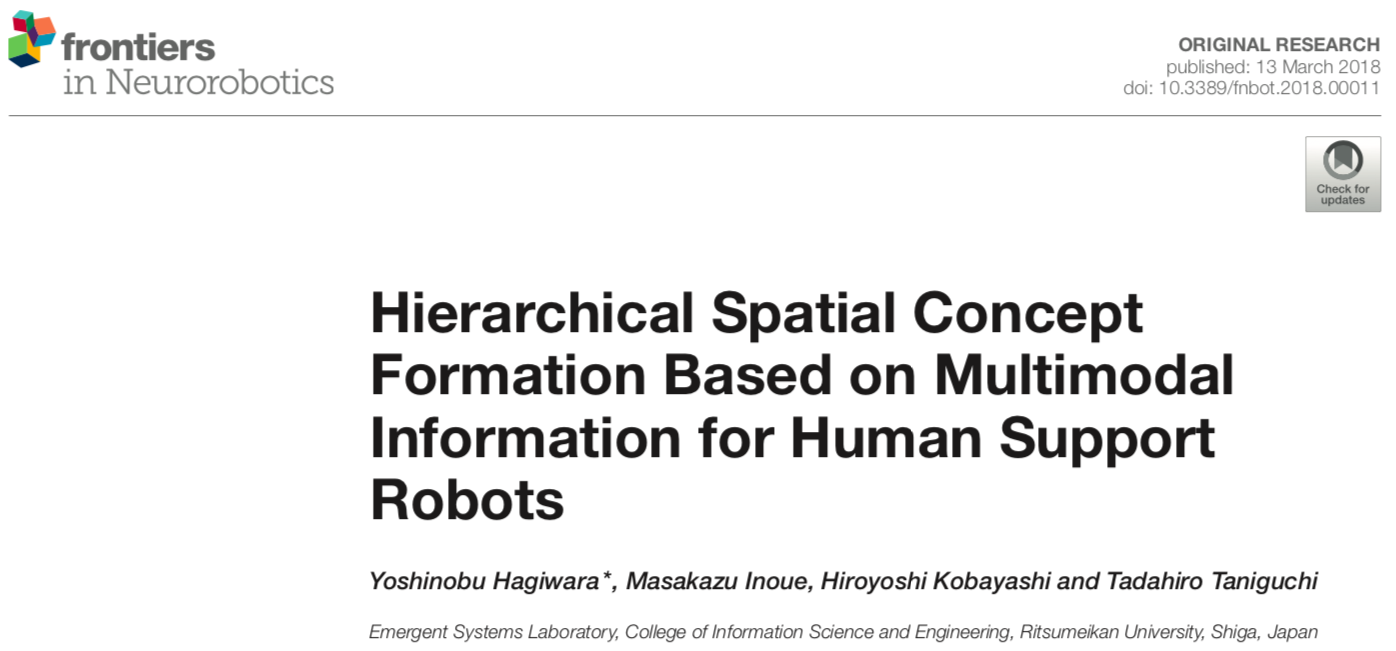 frontiers
in Neurorobotics
ORIGINAL RESEARCH
published: 13 March 2018
doi: 10.3389/fnbot.2018.00011
Check for
updates
Hierarchical Spatial Concept
Formation Based on Multimodal
Information for Human Support
Robots
Yoshinobu Hagiwara*, Masakazu Inoue, Hiroyoshi Kobayashi and Tadahiro Taniguchi
Emergent Systems Laboratory, College of Information Science and Engineering, Ritsumeikan University, Shiga, Japan